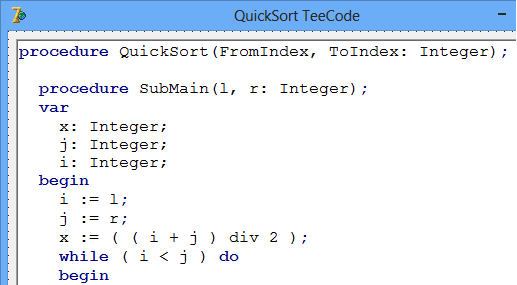 QuickSort TeeCode
procedure QuickSort(FromIndex, ToIndex: Integer);
procedure SubMain(l, r: Integer);
var
x: Integer;
j: Integer;
i: Integer;
begin
i := l;
j := r;
x := ( ( i + j ) div 2 );
while ( i < j ) do
begin